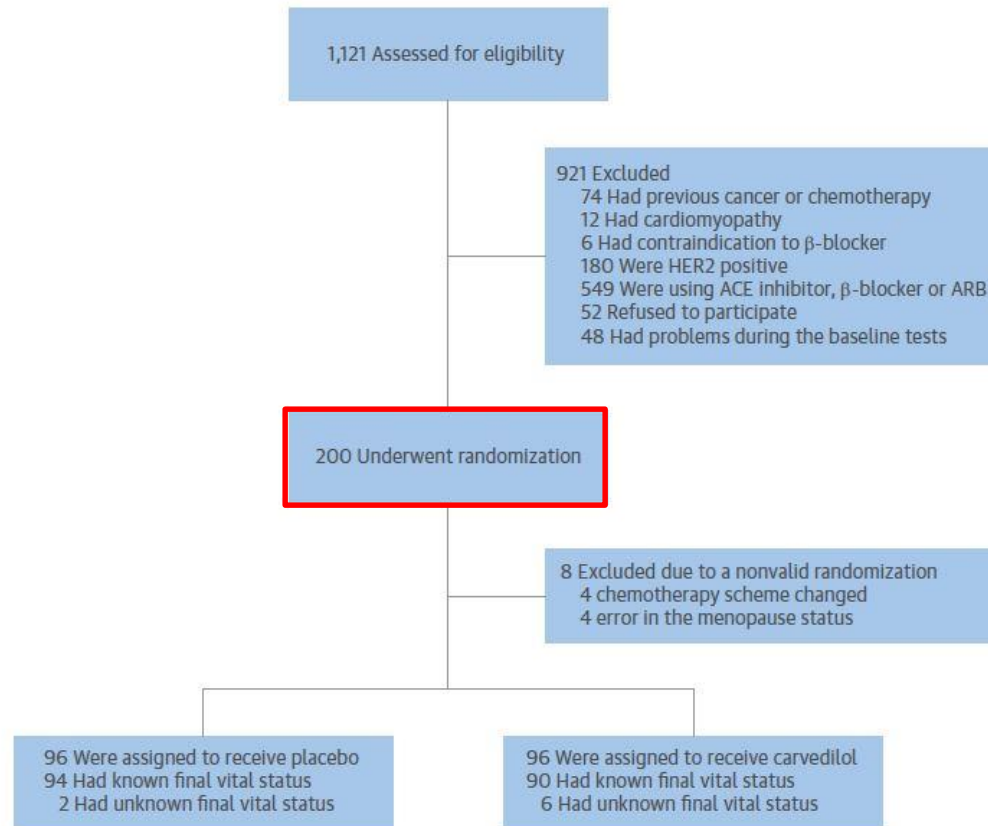 1,121 Assessed for eligibility
921 Excluded
74 Had previous cancer or chemotherapy
12 Had cardiomyopathy
6 Had contraindication to β-blocker
180 Were HER2 positive
549 Were using ACE inhibitor, β-blocker or ARB
52 Refused to participate
48 Had problems during the baseline tests
200 Underwent randomization
8 Excluded due to a nonvalid randomization
4 chemotherapy scheme changed
4 error in the menopause status
96 Were assigned to receive placebo
94 Had known final vital status
2 Had unknown final vital status
96 Were assigned to receive carvedilol
90 Had known final vital status
6 Had unknown final vital status